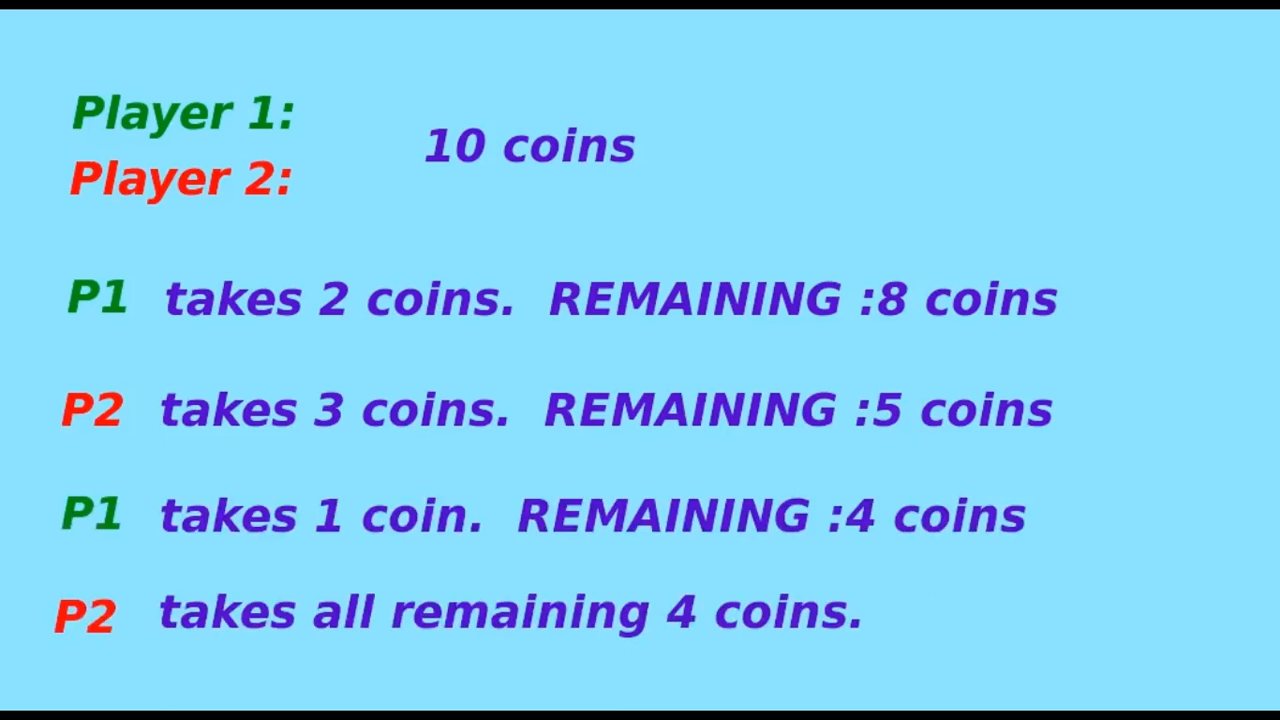 Player 1:
10 coins
Player 2:
P1 takes 2 coins. REMAINING :8 coins
P2 takes 3 coins. REMAINING :5 coins
P1 takes 1 coin. REMAINING :4 coins
P2 takes all remaining 4 coins.